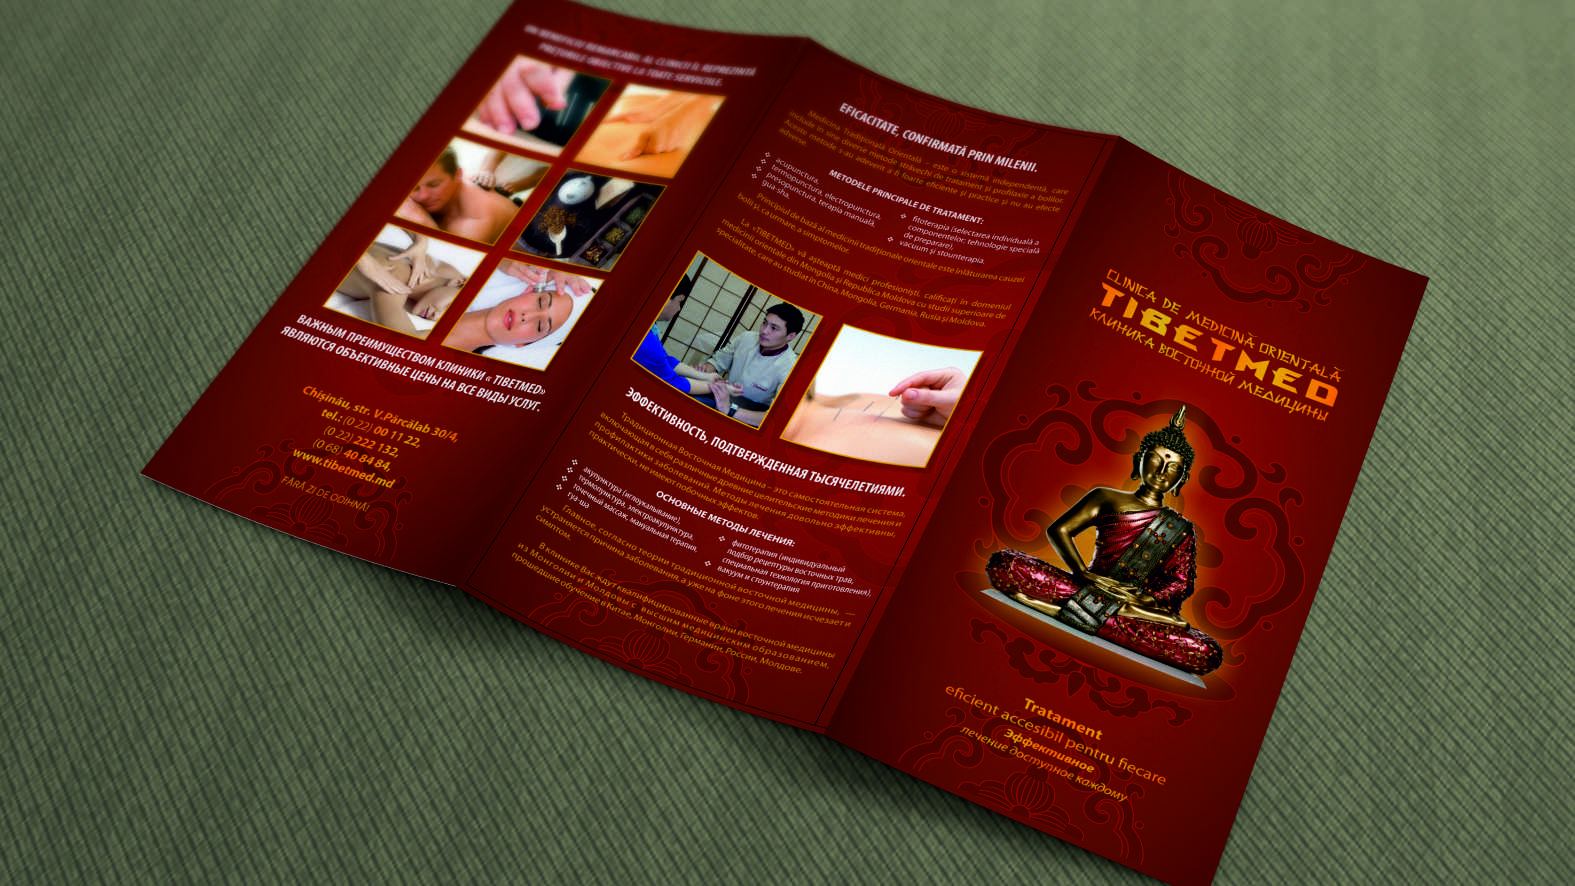 UN BENEFICIU REMARCABIL AL CLINICII ÎL REPREZINTĂ
PREȚURILE OBIECTIVE LA TOATE SERVICIILE.
ВАЖНЫМ ПРЕИМУЩЕСТВОМ КЛИНИКИ « TIBETMED»
ЯВЛЯЮТСЯ ОБЪЕКТИВНЫЕ ЦЕНЫ НА ВСЕ ВИДЫ УСЛУГ.
Chișinău, str. V.Pârcălab 30/4,
tel.: (0 22) 00 11 22,
(0 22) 222 132,
(0 68) 40 84 84,
www.tibetmed.md
FĂRĂ ZI DE ODIHNĂ!
EFICACITATE, CONFIRMATĂ PRIN MILENII.
Medicina Tradițională Orientală – este o sistemă independentă, care
include în sine diverse metode străvechi de tratament și profilaxie a bolilor.
Aceste metode s-au adeverit a fi foarte eficiente și practice și nu au efecte
adverse.
METODELE PRINCIPALE DE TRATAMENT:
acupunctura,
termopunctura, electropunctura,
presopunctura, terapia manuală,
gua-sha,
fitoterapia (selectarea individuală a
componentelor, tehnologie specială
de preparare),
vacuum și stounterapia.
Principiul de bază al medicinii tradiționale orientale este înlăturarea cauzei
bolii și, ca urmare, a simptomelor.
La «TIBETMED» vă așteaptă medici profesioniști, calificați în domeniul
medicinii orientale din Mongolia și Republica Moldova cu studii superioare de
specialitate, care au studiat în China, Mongolia, Germania, Rusia și Moldova.
ЭФФЕКТИВНОСТЬ, ПОДТВЕРЖДЕННАЯ ТЫСЯЧЕЛЕТИЯМИ.
Традиционная Восточная Медицина – это самостоятельная система,
включающая в себя различные древние целительские методики лечения и
профилактики заболеваний. Методы лечения довольно эффективны,
практически, не имеют побочных эффектов.
ОСНОВНЫЕ МЕТОДЫ ЛЕЧЕНИЯ:
акупунктура (иглоукалывание),
термопунктура, электроакупунктура,
точечный массаж, мануальная терапия,
гуа-ша
фитотерапия (индивидуальный
подбор рецептуры восточных трав,
специальная технология приготовления),
вакуум и стоунтерапия
Главное, согласно теории традиционной восточной медицины, —
устраняется причина заболевания, а уже на фоне этого лечения исчезает и
симптом.
В клинике Вас ждут квалифицированные врачи восточной медицины
из Монголии и Молдовы с высшим медицинским образованием,
прошедшие обучение в Китае, Монголии, Германии, России, Молдове.
CLINICA DE MEDICINĂ ORIENTALĂ
TIBETMED
КЛИНИКА ВОСТОЧНОЙ МЕДИЦИНЫ
Tratament
eficient accesibil pentru fiecare
Эффективное
лечение доступное каждому